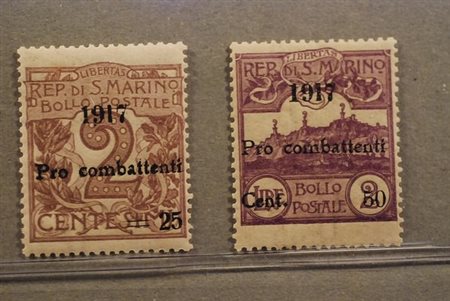 LIBERTAS
REP. DI S. MARINO
BOLLO POSTALE
1917
2
Pro combattenti
CENTESIMI 25
LIBERTAS
REP. DI S. MARINO
1917
Pro combattenti
LIRE BOLLO POSTALE 2
Cent. 50